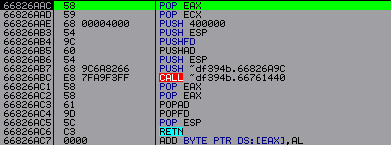 66826AAC 58 POP EAX
66826AAD 59 POP ECX
66826AAE 68 00004000 PUSH 400000
66826AB3 54 PUSH ESP
66826AB4 9C PUSHFD
66826AB5 60 PUSHAD
66826AB6 54 PUSH ESP
66826AB7 68 9C6A8266 PUSH ~df394b.66826A9C
66826ABC E8 7FA9F3FF CALL ~df394b.66761440
66826AC1 58 POP EAX
66826AC2 58 POP EAX
66826AC3 61 POPAD
66826AC4 9D POPFD
66826AC5 5C POP ESP
66826AC6 C3 RETN
66826AC7 0000 ADD BYTE PTR DS:[EAX],AL